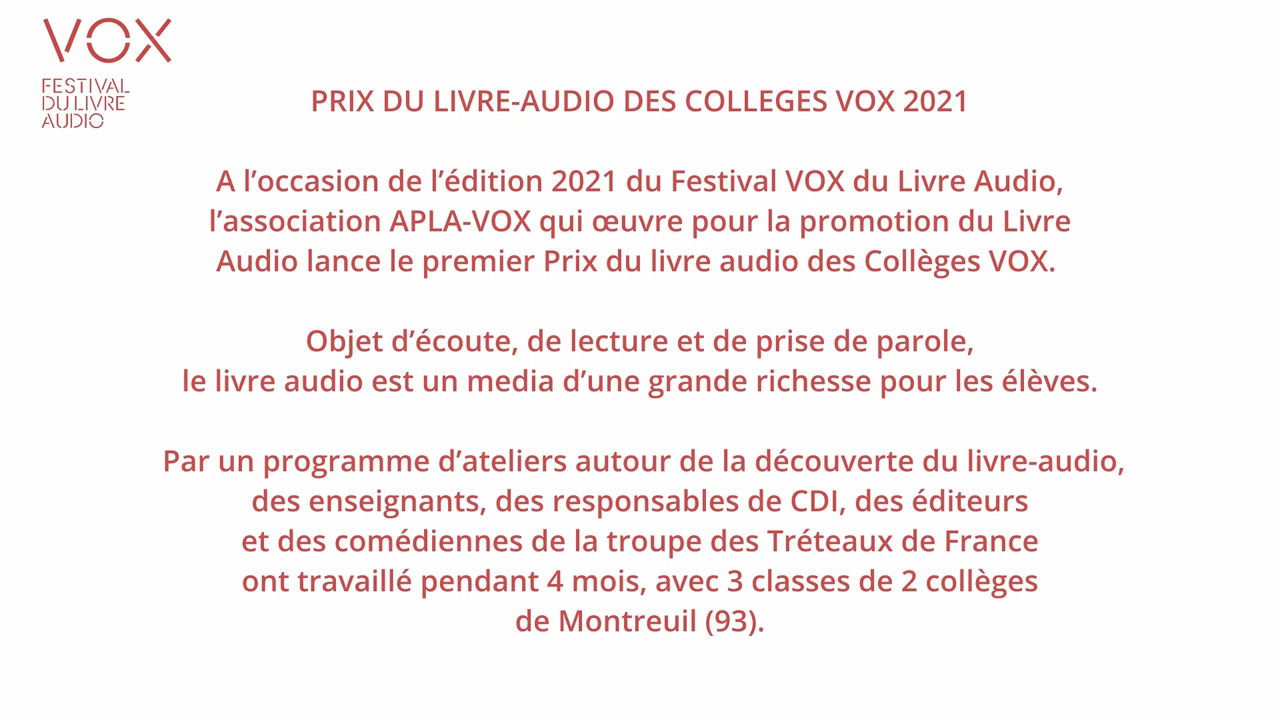 VOX
FESTIVAL
DU LIVRE
AUDIO
PRIX DU LIVRE-AUDIO DES COLLEGES VOX 2021
A l’occasion de l’édition 2021 du Festival VOX du Livre Audio,
l’association APLA-VOX qui œuvre pour la promotion du Livre
Audio lance le premier Prix du livre audio des Collèges VOX.
Objet d’écoute, de lecture et de prise de parole,
le livre audio est un media d’une grande richesse pour les élèves.
Par un programme d’ateliers autour de la découverte du livre-audio,
des enseignants, des responsables de CDI, des éditeurs
et des comédiennes de la troupe des Tréteaux de France
ont travaillé pendant 4 mois, avec 3 classes de 2 collèges
de Montreuil (93).